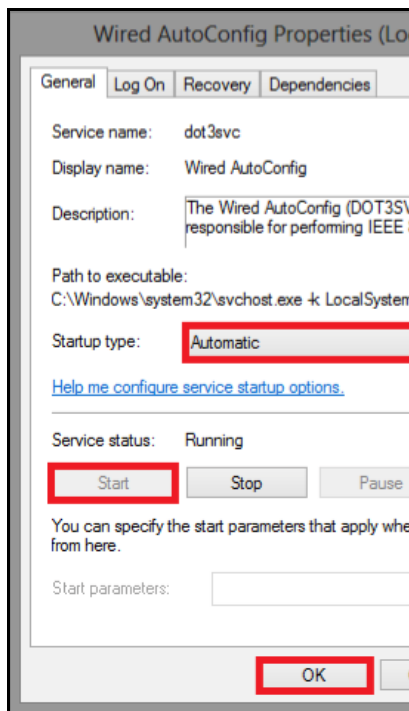 Wired AutoConfig Properties (Lo
General Log On Recovery Dependencies
Service name: dot3svc
Display name: Wired AutoConfig
Description: The Wired AutoConfig (DOT3SV
responsible for performing IEEE
Path to executable:
C:\Windows\system32\svchost.exe -k LocalSystem
Startup type: Automatic
Help me configure service startup options.
Service status: Running
Start Stop Pause
You can specify the start parameters that apply whe
from here.
Start parameters:
OK